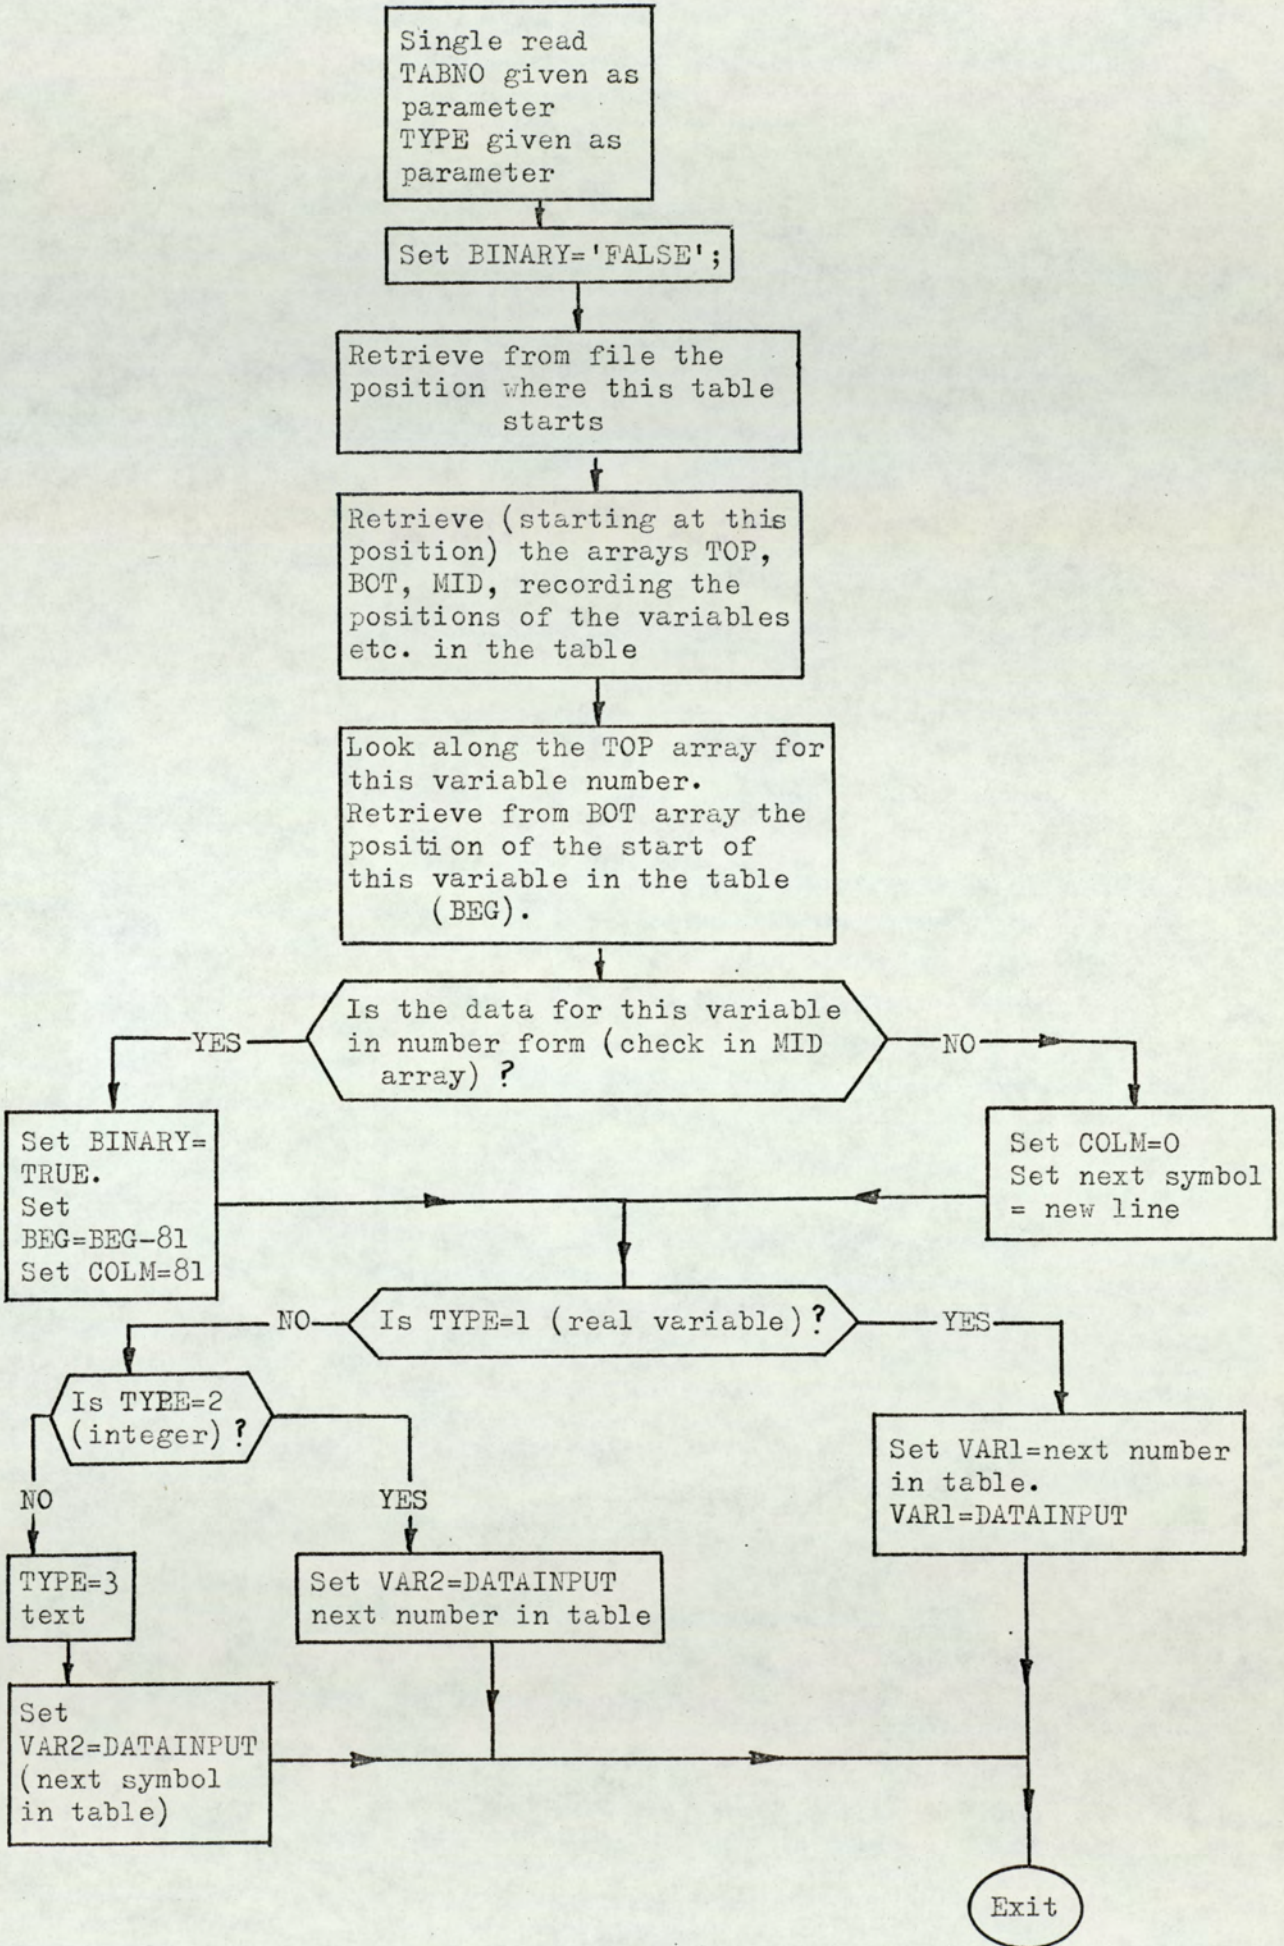 Single read
TABNO given as
parameter
TYPE given as
parameter
Set BINARY='FALSE';
Retrieve from file the
position where this table
starts
Retrieve (starting at this
position) the arrays TOP,
BOT, MID, recording the
positions of the variables
etc. in the table
Look along the TOP array for
this variable number.
Retrieve from BOT array the
position of the start of
this variable in the table
(BEG).
Is the data for this variable
in number form (check in MID
array) ?
YES
NO
Set BINARY=
TRUE.
Set
BEG=BEG-81
Set COLM=81
Set COLM=0
Set next symbol
= new line
Is TYPE=1 (real variable)?
NO
YES
Is TYPE=2
(integer)?
NO
YES
Set VAR1=next number
in table.
VAR1=DATAINPUT
TYPE=3
text
Set VAR2=DATAINPUT
next number in table
Set
VAR2=DATAINPUT
(next symbol
in table)
Exit